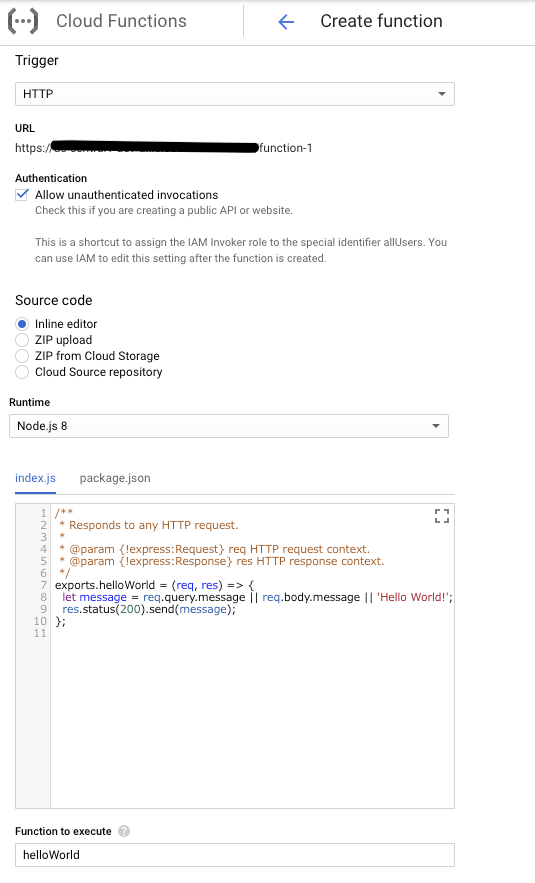 Cloud Functions
Create function
Trigger
HTTP
URL
https:// function-1
Authentication
Allow unauthenticated invocations
Check this if you are creating a public API or website.
This is a shortcut to assign the IAM Invoker role to the special identifier allUsers. You
can use IAM to edit this setting after the function is created.
Source code
Inline editor
ZIP upload
ZIP from Cloud Storage
Cloud Source repository
Runtime
Node.js 8
index.js package.json
1 /**
2 * Responds to any HTTP request.
3 *
4 * @param {!express:Request} req HTTP request context.
5 * @param {!express:Response} res HTTP response context.
6 */
7 exports.helloWorld = (req, res) => {
8 let message = req.query.message || req.body.message || 'Hello World!';
9 res.status(200).send(message);
10 };
11
Function to execute ?
helloWorld